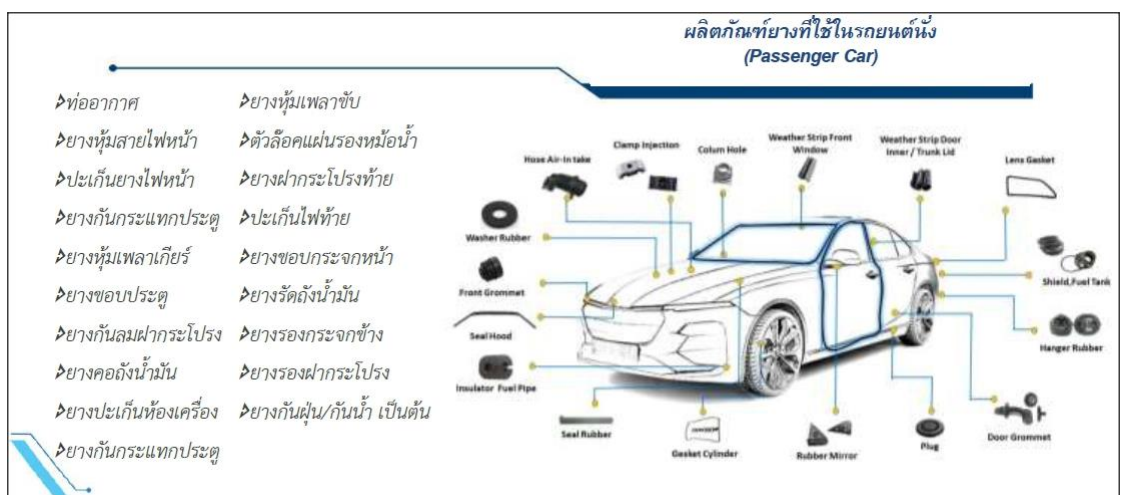 ผลิตภัณฑ์ยางที่ใช้ในรถยนต์นั่ง
(Passenger Car)
➤ท่ออากาศ
➤ยางหุ้มสายไฟหน้า
➤ปะเก็นยางไฟหน้า
➤ยางกันกระแทกประตู
➤ยางหุ้มเพลาเกียร์
➤ยางขอบประตู
➤ยางกันลมฝากระโปรง
➤ยางคอถังน้ำมัน
➤ยางปะเก็นห้องเครื่อง
➤ยางกันกระแทกประตู
➤ยางหุ้มเพลาขับ
➤ตัวล๊อคแผ่นรองหม้อน้ำ
➤ยางฝากระโปรงท้าย
➤ปะเก็นไฟท้าย
➤ยางขอบกระจกหน้า
➤ยางรัดถังน้ำมัน
➤ยางรองกระจกข้าง
➤ยางรองฝากระโปรง
➤ยางกันฝุ่น/กันน้ำ เป็นต้น
Hose Air-In take
Clamp Injection
Colum Hole
Weather Strip Front
Window
Weather Strip Door
Inner / Trunk Lid
Lens Gasket
Washer Rubber
Front Grommet
Seal Hood
Insulator Fuel Pipe
Seal Rubber
Gasket Cylinder
Rubber Mirror
Plug
Door Grommet
Hanger Rubber
Shield,Fuel Tank